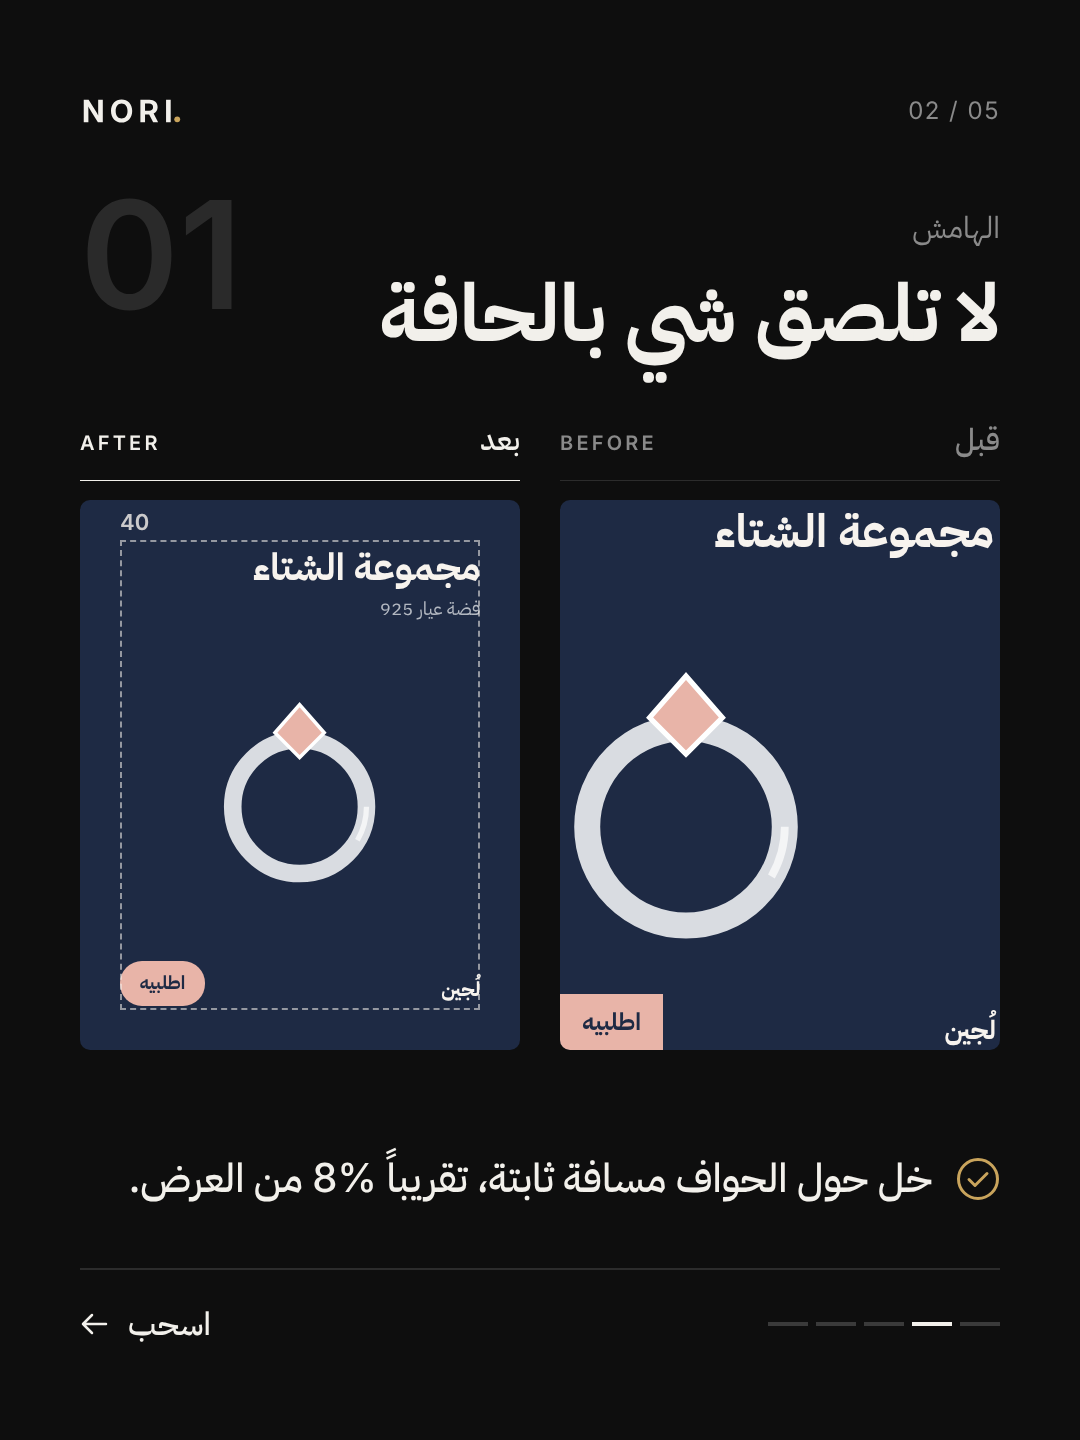 NORI.
02 / 05
01
الهامش
لا تلصق شي بالحافة
قبل
BEFORE
بعد
AFTER
مجموعة الشتاء
اطلبيه
لُجين
40
مجموعة الشتاء
فضة عيار 925
اطلبيه
لُجين
خل حول الحواف مسافة ثابتة، تقريباً 8% من العرض.
اسحب